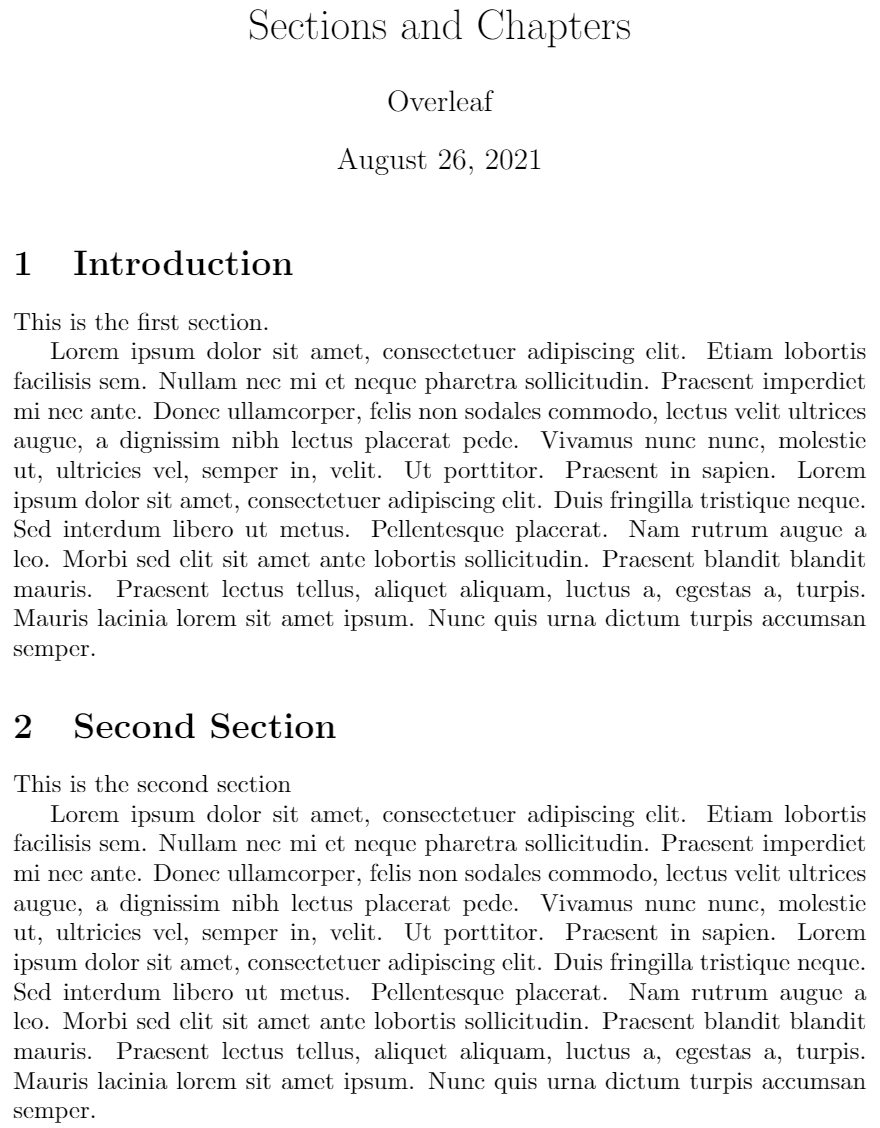 Sections and Chapters
Overleaf
August 26, 2021
1 Introduction
This is the first section.
Lorem ipsum dolor sit amet, consectetuer adipiscing elit. Etiam lobortis
facilisis sem. Nullam nec mi et neque pharetra sollicitudin. Praesent imperdiet
mi nec ante. Donec ullamcorper, felis non sodales commodo, lectus velit ultrices
augue, a dignissim nibh lectus placerat pede. Vivamus nunc nunc, molestie
ut, ultricies vel, semper in, velit. Ut porttitor. Praesent in sapien. Lorem
ipsum dolor sit amet, consectetuer adipiscing elit. Duis fringilla tristique neque.
Sed interdum libero ut metus. Pellentesque placerat. Nam rutrum augue a
leo. Morbi sed elit sit amet ante lobortis sollicitudin. Praesent blandit blandit
mauris. Praesent lectus tellus, aliquet aliquam, luctus a, egestas a, turpis.
Mauris lacinia lorem sit amet ipsum. Nunc quis urna dictum turpis accumsan
semper.
2 Second Section
This is the second section
Lorem ipsum dolor sit amet, consectetuer adipiscing elit. Etiam lobortis
facilisis sem. Nullam nec mi et neque pharetra sollicitudin. Praesent imperdiet
mi nec ante. Donec ullamcorper, felis non sodales commodo, lectus velit ultrices
augue, a dignissim nibh lectus placerat pede. Vivamus nunc nunc, molestie
ut, ultricies vel, semper in, velit. Ut porttitor. Praesent in sapien. Lorem
ipsum dolor sit amet, consectetuer adipiscing elit. Duis fringilla tristique neque.
Sed interdum libero ut metus. Pellentesque placerat. Nam rutrum augue a
leo. Morbi sed elit sit amet ante lobortis sollicitudin. Praesent blandit blandit
mauris. Praesent lectus tellus, aliquet aliquam, luctus a, egestas a, turpis.
Mauris lacinia lorem sit amet ipsum. Nunc quis urna dictum turpis accumsan
semper.